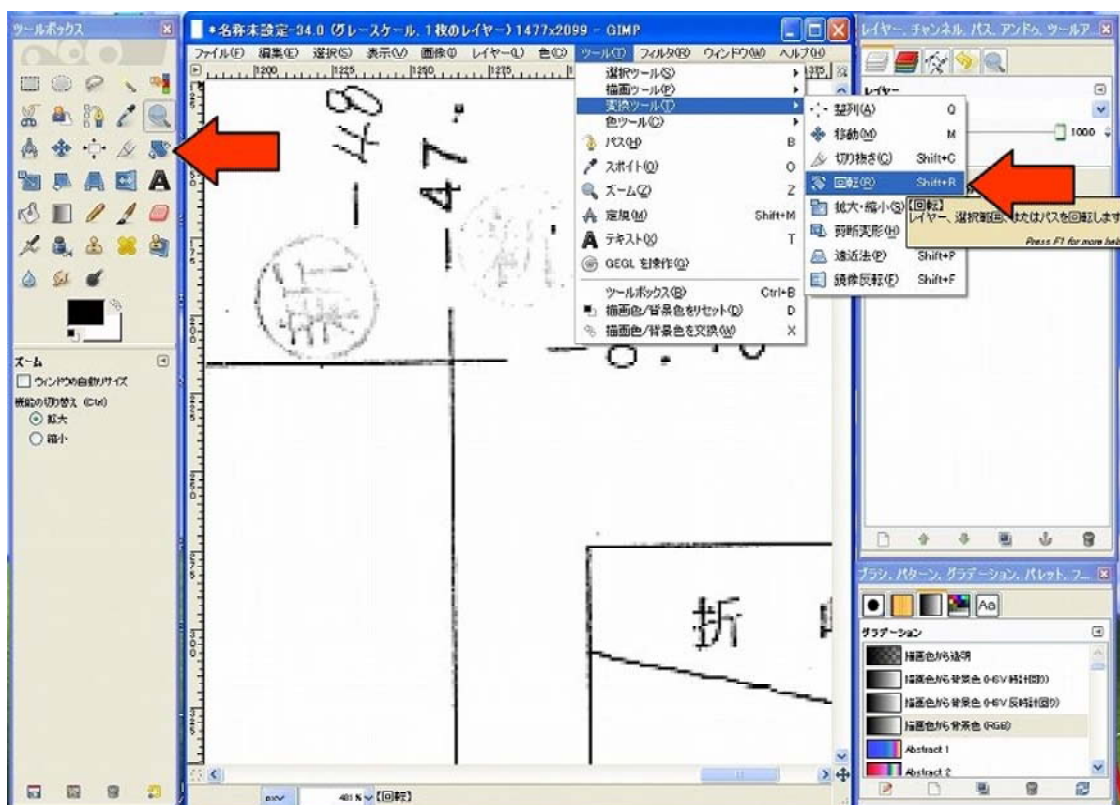 ツールボックス
*名称未設定-34.0 (グレースケール, 1枚のレイヤー) 1477x2099 - GIMP
レイヤー, チャンネル, パス, アンドゥ, ツールア
ファイル(F) 編集(E) 選択(S) 表示(V) 画像(I) レイヤー(L) 色(C) ツール(T) フィルタ(R) ウィンドウ(W) ヘルプ(H)
1200 1225 1250 1275
選択ツール(S)
描画ツール(P)
変換ツール(T)
色ツール(C)
パス(H) B
スポイト(O) O
ズーム(Z) Z
定規(M) Shift+M
テキスト(X) T
GEGL を操作(G)
ツールボックス(B) Ctrl+B
描画色/背景色をリセット(D) D
描画色/背景色を交換(W) X
整列(A) Q
移動(M) M
切り抜き(C) Shift+C
回転(R) Shift+R
拡大・縮小(S)
剪断変形(H)
遠近法(P) Shift+P
鏡像反転(F) Shift+F
【回転】
レイヤー、選択範囲、またはパスを回転します
Press F1 for more hel
レイヤー
100.0
47.
折
ズーム
ウィンドウの自動リサイズ
機能の切り替え (Ctrl)
拡大
縮小
ブラシ, パターン, グラデーション, パレット, フ...
グラデーション
描画色から透明
描画色から背景色 (HSV 時計回り)
描画色から背景色 (HSV 反時計回り)
描画色から背景色 (RGB)
Abstract 1
Abstract 2
px 481% 【回転】